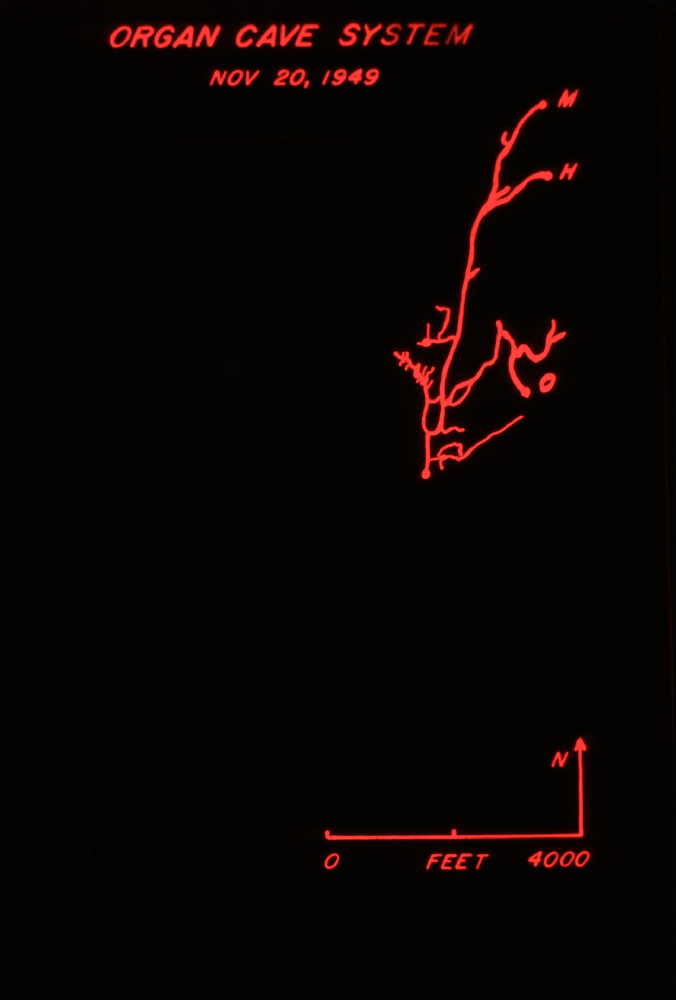 ORGAN CAVE SYSTEM
NOV 20, 1949
M
H
O
N
0 FEET 4000